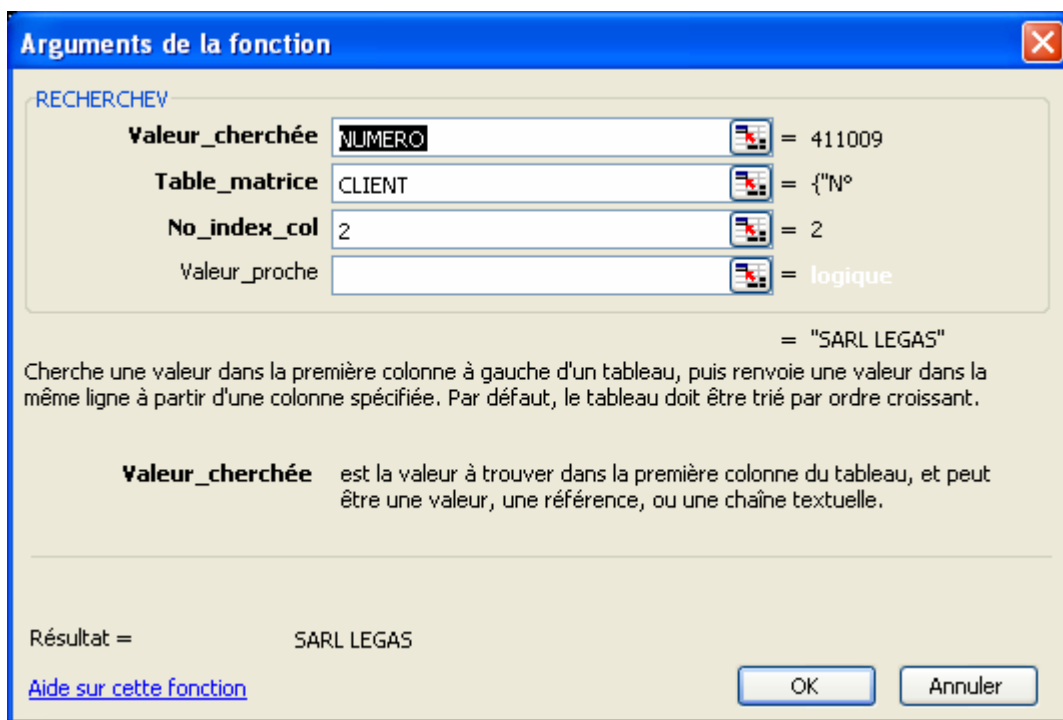 Arguments de la fonction
RECHERCHEV
Valeur_cherchée NUMERO = 411009
Table_matrice CLIENT = {"N°
No_index_col 2 = 2
Valeur_proche = logique
= "SARL LEGAS"
Cherche une valeur dans la première colonne à gauche d'un tableau, puis renvoie une valeur dans la
même ligne à partir d'une colonne spécifiée. Par défaut, le tableau doit être trié par ordre croissant.
Valeur_cherchée est la valeur à trouver dans la première colonne du tableau, et peut
être une valeur, une référence, ou une chaîne textuelle.
Résultat = SARL LEGAS
Aide sur cette fonction OK Annuler